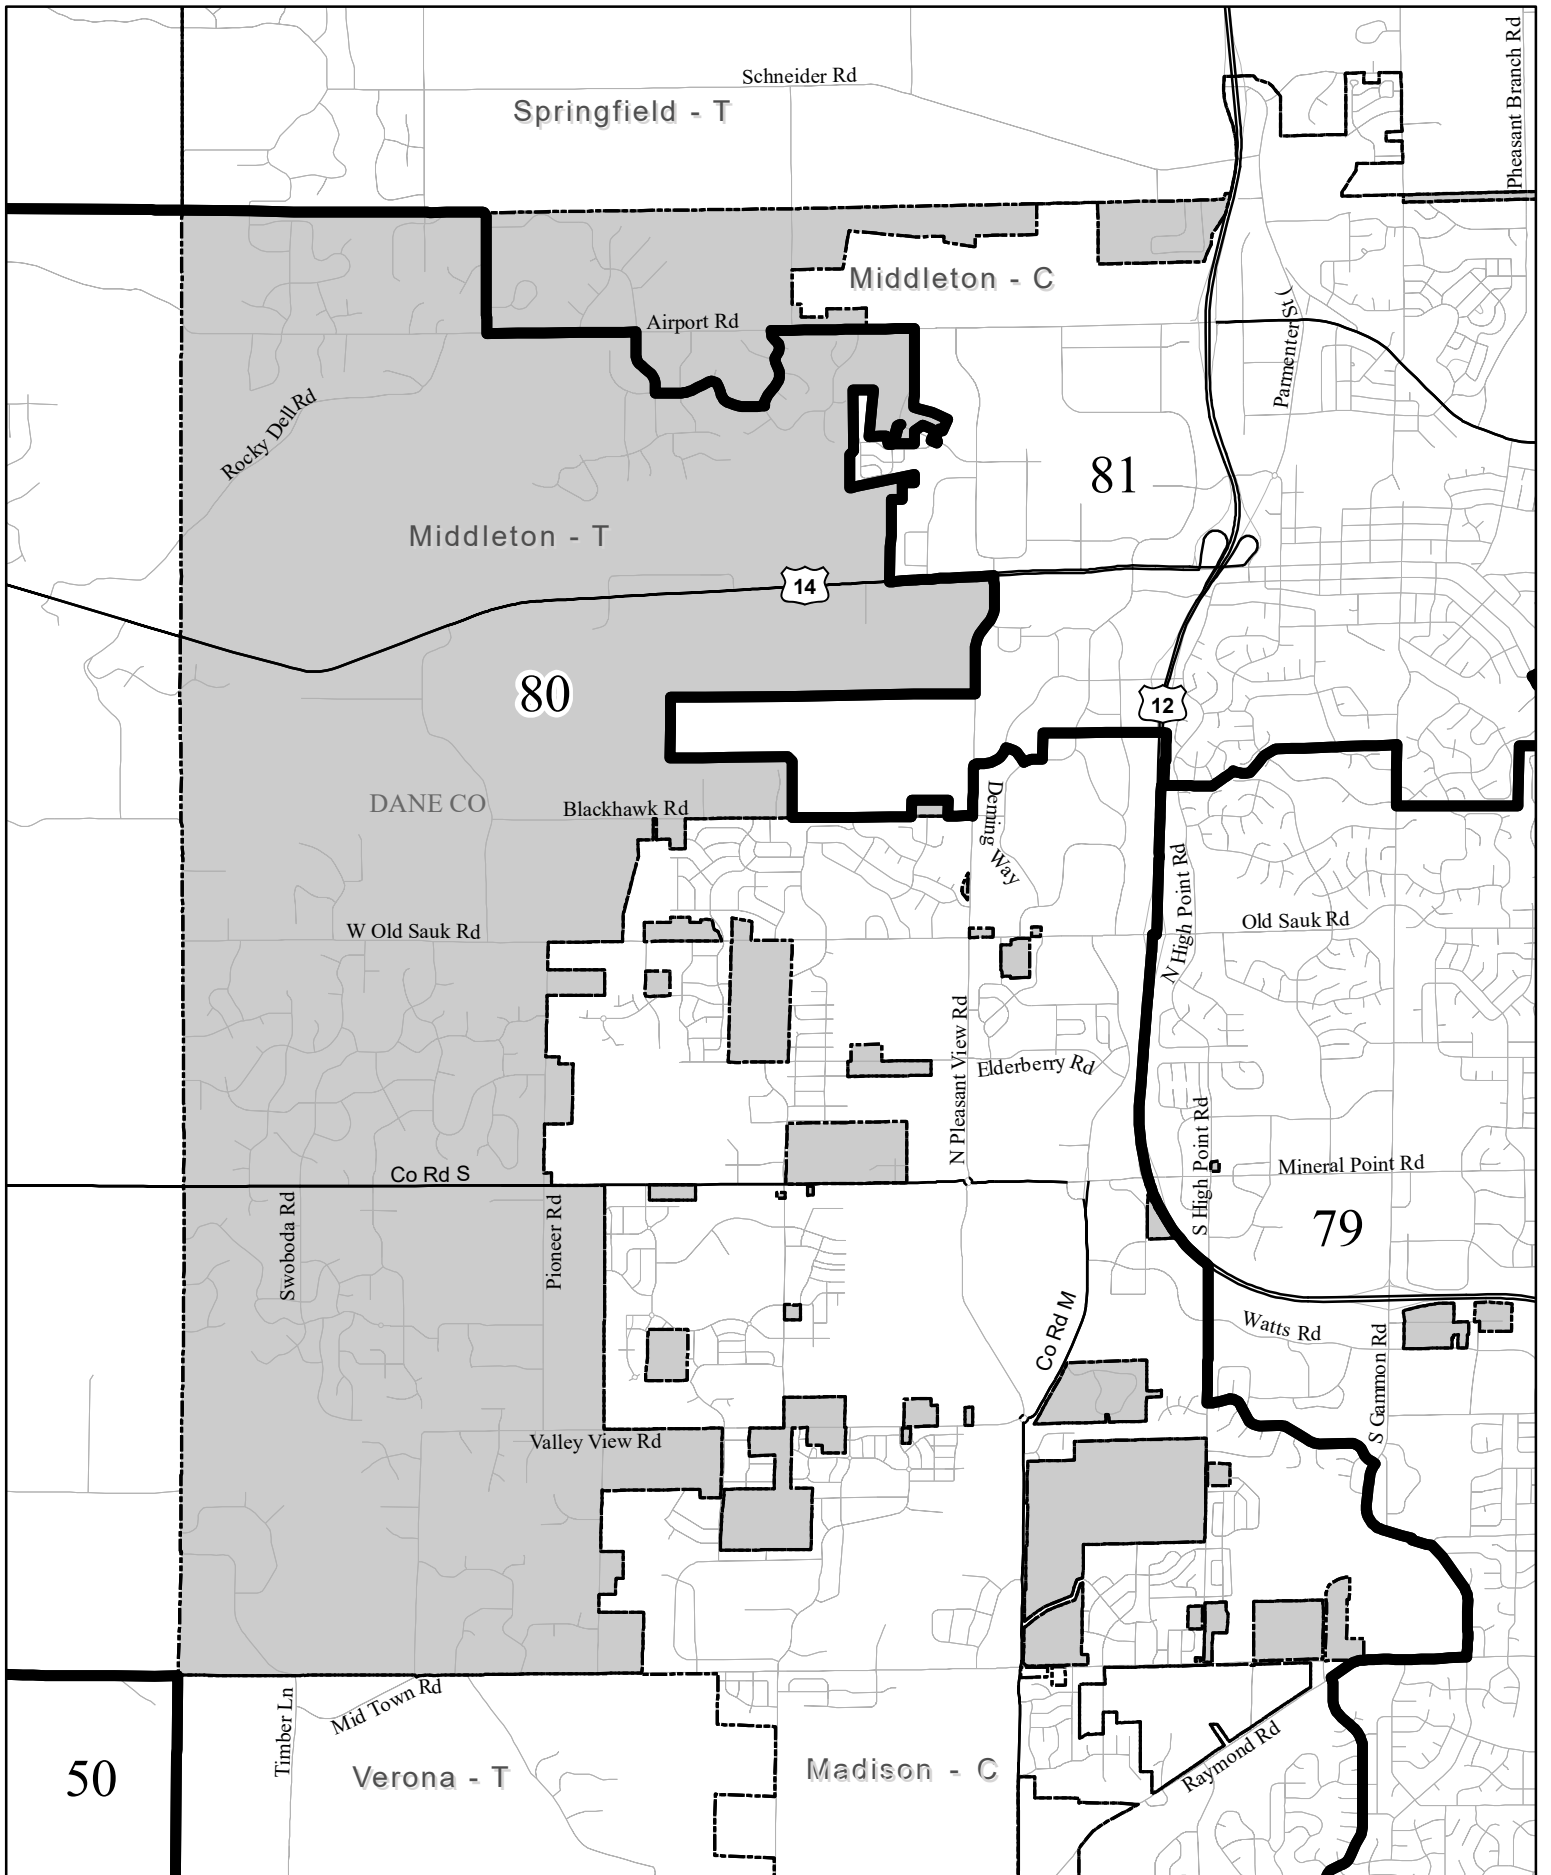 Pheasant Branch Rd
Schneider Rd
Springfield - T
Middleton - C
Airport Rd
Parmenter St (
Rocky Dell Rd
81
Middleton - T
14
80
12
DANE CO
Blackhawk Rd
Deming Way
N High Point Rd
W Old Sauk Rd
Old Sauk Rd
N Pleasant View Rd
Elderberry Rd
S High Point Rd
Mineral Point Rd
Co Rd S
Swoboda Rd
Pioneer Rd
79
Co Rd M
Watts Rd
S Gammon Rd
Valley View Rd
Timber Ln
Mid Town Rd
Raymond Rd
50
Verona - T
Madison - C